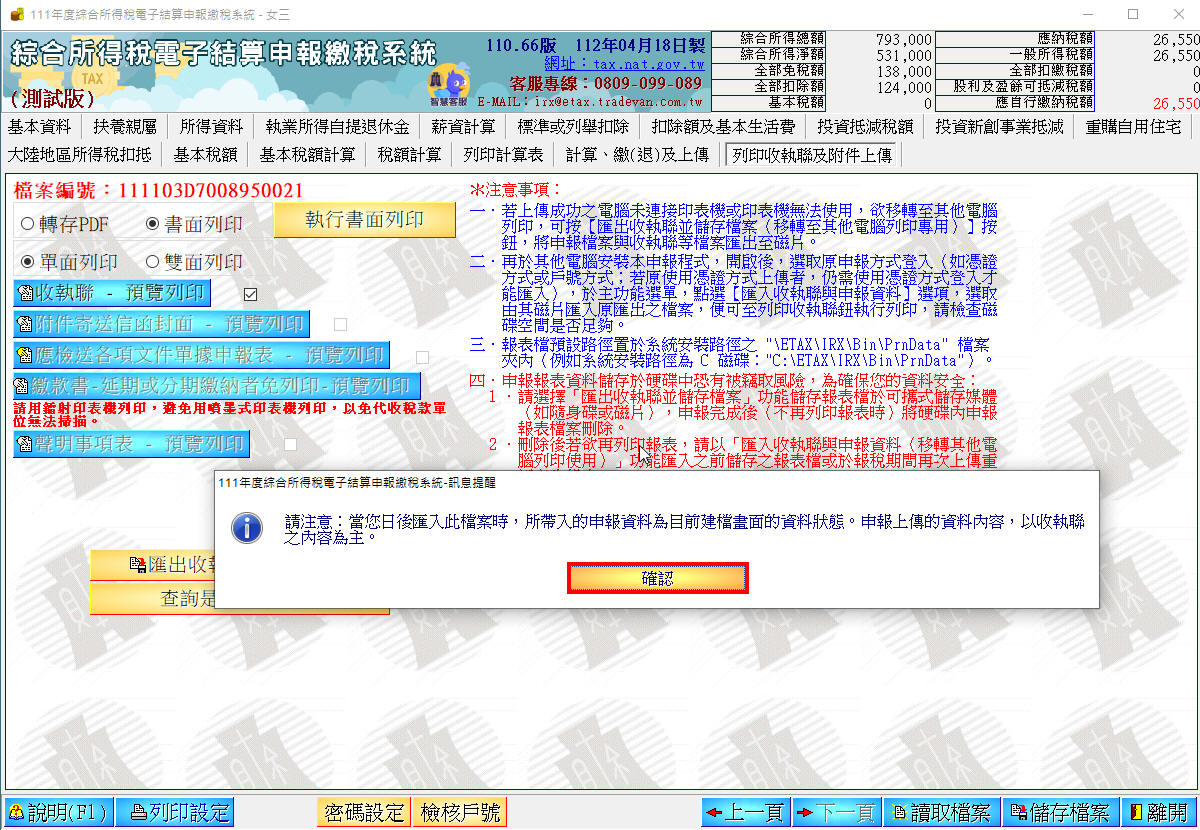 111年度綜合所得稅電子結算申報繳稅系統 - 女三
綜合所得稅電子結算申報繳稅系統
TAX
(測試版)
智慧客服
110.66版 112年04月18日製
網址：tax.nat.gov.tw
客服專線：0809-099-089
E-MAIL：irx@etax.tradevan.com.tw
綜合所得總額 793,000 應納稅額 26,550
綜合所得淨額 531,000 一般所得稅額 26,550
全部免稅額 138,000 全部扣繳稅額 0
全部扣除額 124,000 股利及盈餘可抵減稅額 0
基本稅額 0 應自行繳納稅額 26,550
基本資料 扶養親屬 所得資料 執業所得自提退休金 薪資計算 標準或列舉扣除 扣除額及基本生活費 投資抵減稅額 投資新創事業抵減 重購自用住宅
大陸地區所得稅扣抵 基本稅額 基本稅額計算 稅額計算 列印計算表 計算、繳(退)及上傳 列印收執聯及附件上傳
檔案編號：111103D7008950021
轉存PDF 書面列印 執行書面列印
單面列印 雙面列印
收執聯 - 預覽列印
附件寄送信函封面 - 預覽列印
應檢送各項文件單據申報表 - 預覽列印
繳款書-延期或分期繳納者免列印-預覽列印
請用鐳射印表機列印，避免用噴墨式印表機列印，以免代收稅款單
位無法掃描。
聲明事項表 - 預覽列印
※注意事項：
一．若上傳成功之電腦未連接印表機或印表機無法使用，欲移轉至其他電腦
列印，可按［匯出收執聯並儲存檔案（移轉至其他電腦列印專用）］按
鈕，將申報檔案與收執聯等檔案匯出至磁片。
二．再於其他電腦安裝本申報程式，開啟後，選取原申報方式登入（如憑證
方式或戶號方式；若原使用憑證方式上傳者，仍需使用憑證方式登入才
能匯入），於主功能選單，點選［匯入收執聯與申報資料］選項，選取
由其磁片匯入原匯出之檔案，便可至列印收執聯鈕執行列印，請檢查磁
碟空間是否足夠。
三．報表檔預設路徑置於系統安裝路徑之 "\ETAX\IRX\Bin\PrnData" 檔案
夾內（例如系統安裝路徑為 C 磁碟："C:\ETAX\IRX\Bin\PrnData"）。
四．申報報表資料儲存於硬碟中恐有被竊取風險，為確保您的資料安全：
1．請選擇「匯出收執聯並儲存檔案」功能儲存報表檔於可攜式儲存媒體
（如隨身碟或磁片），申報完成後（不再列印報表時）將硬碟內申報
報表檔案刪除。
2．刪除後若欲再列印報表，請以「匯入收執聯與申報資料（移轉其他電
腦列印使用）」功能匯入之前儲存之報表檔或於報稅期間再次上傳重
111年度綜合所得稅電子結算申報繳稅系統-訊息提醒
請注意：當您日後匯入此檔案時，所帶入的申報資料為目前建檔畫面的資料狀態。申報上傳的資料內容，以收執聯
之內容為主。
確認
匯出收
查詢是
說明(F1) 列印設定 密碼設定 檢核戶號 上一頁 下一頁 讀取檔案 儲存檔案 離開